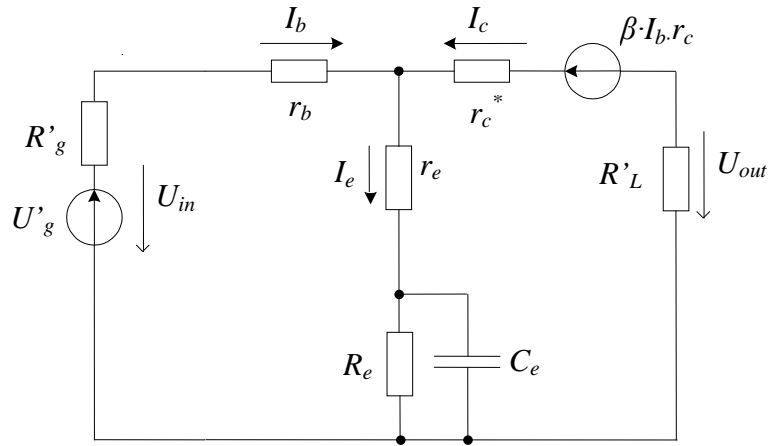 I_b
I_c
β·I_b.r_c
r_b
r_c^*
R'_g
U_in
I_e
r_e
R'_L
U_out
U'_g
R_e
C_e